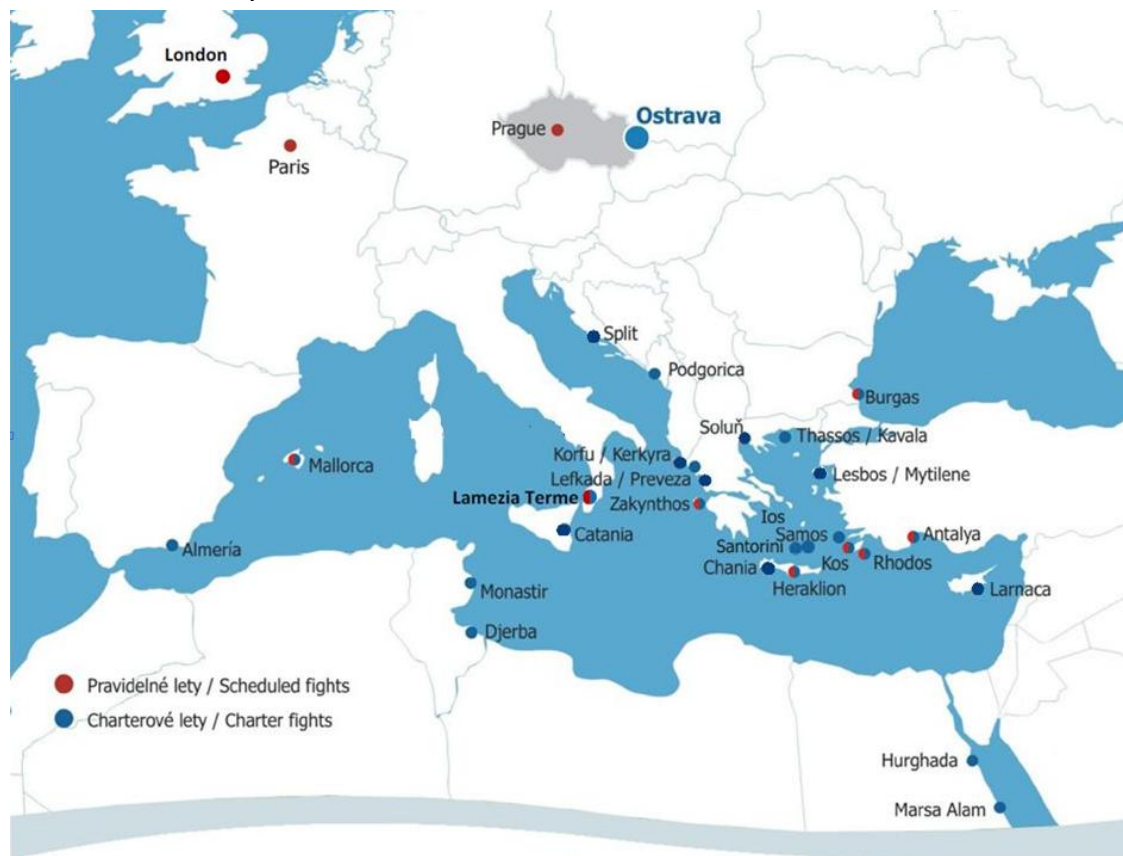 London
Ostrava
Prague
Paris
Split
Podgorica
Burgas
Soluň
Thassos / Kavala
Korfu / Kerkyra
Mallorca
Lefkada / Preveza
Lesbos / Mytilene
Lamezia Terme
Zakynthos
Ios
Catania
Samos
Antalya
Almería
Santorini
Kos
Rhodos
Chania
Heraklion
Larnaca
Monastir
Djerba
Pravidelné lety / Scheduled fights
Charterové lety / Charter fights
Hurghada
Marsa Alam